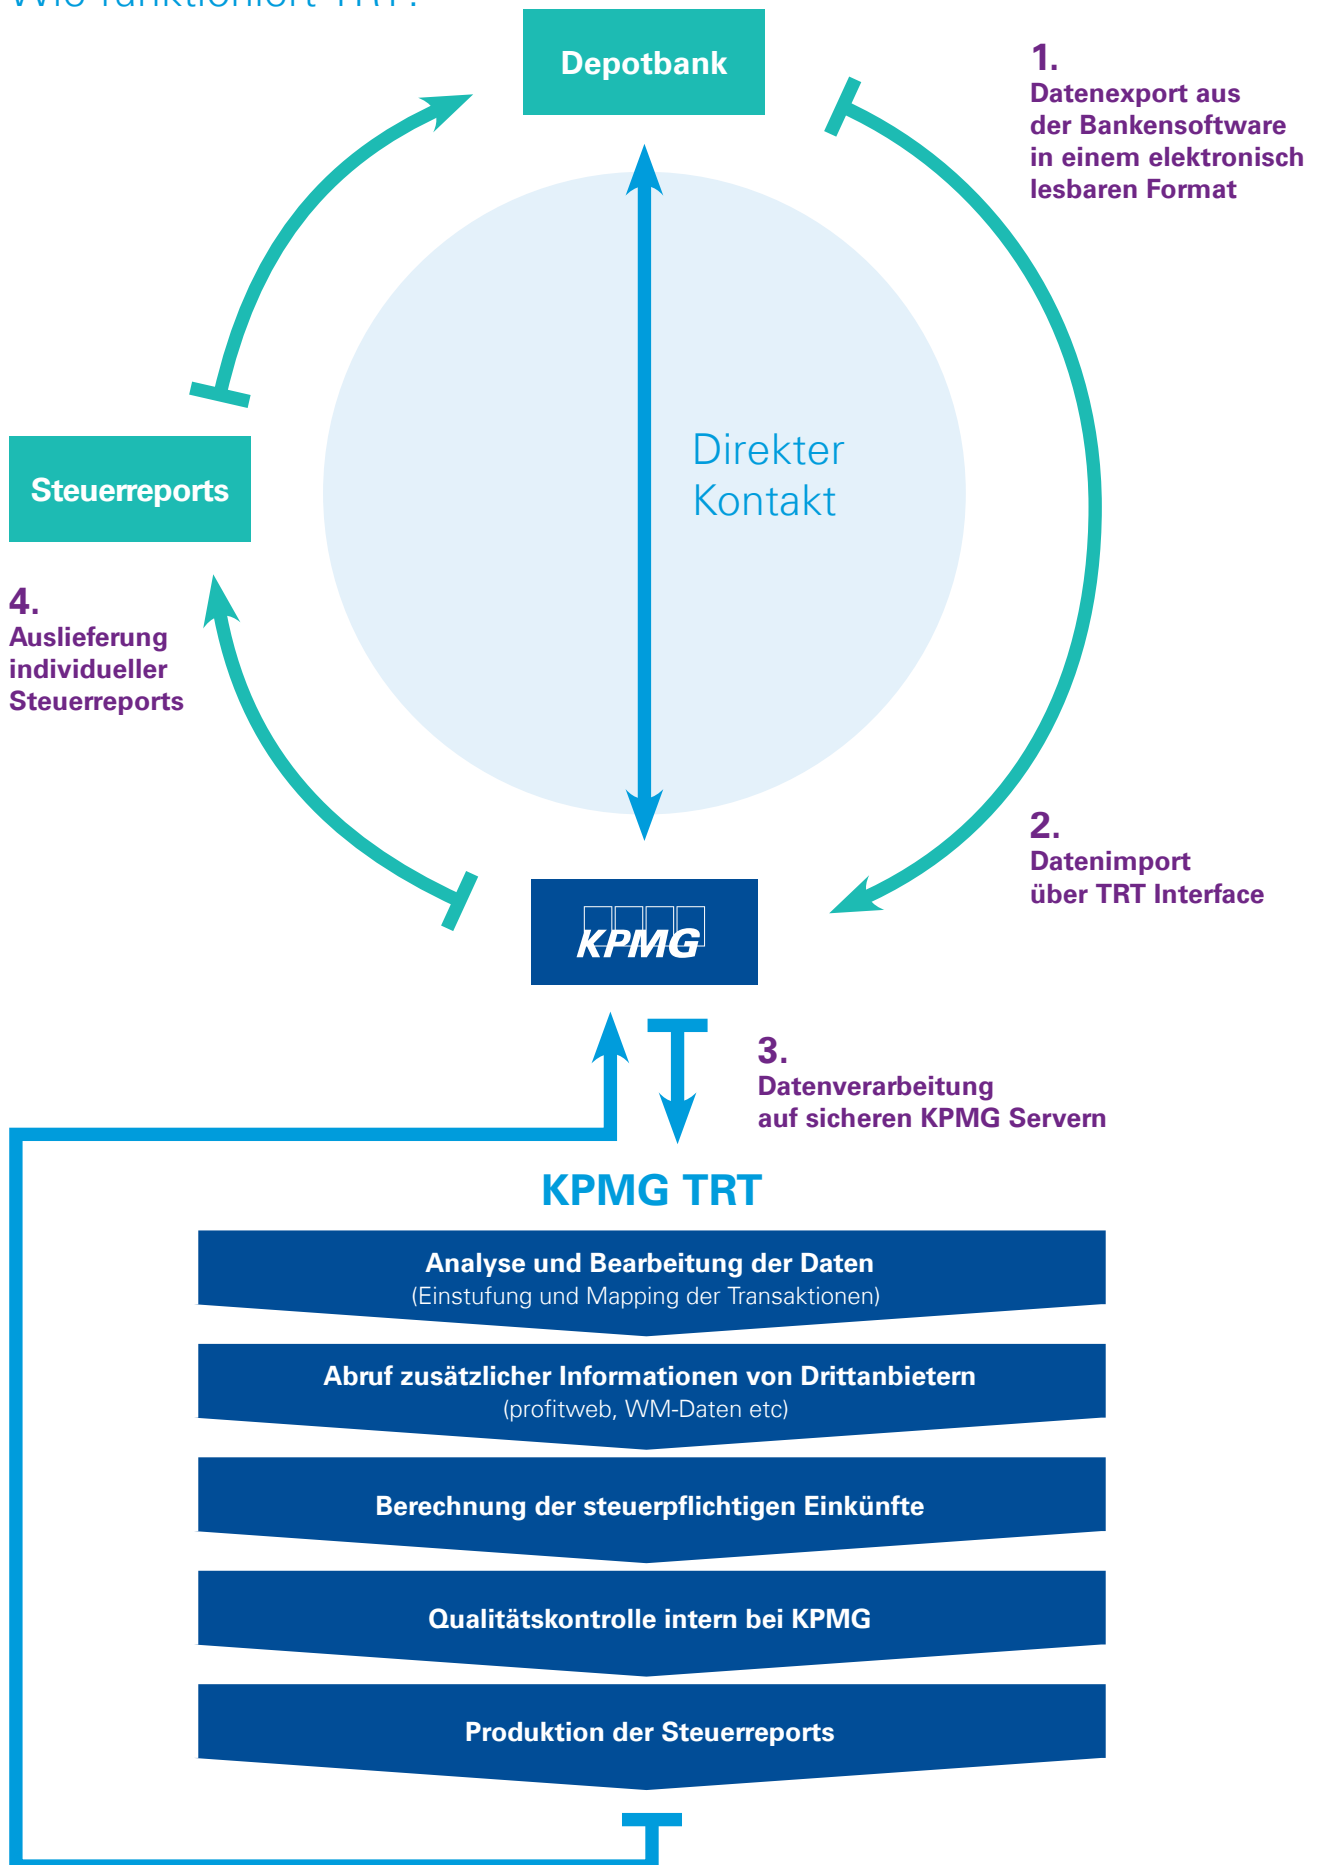 Wie funktioniert TRT?
Depotbank
1.
Datenexport aus
der Bankensoftware
in einem elektronisch
lesbaren Format
Direkter
Kontakt
Steuerreports
4.
Auslieferung
individueller
Steuerreports
2.
Datenimport
über TRT Interface
KPMG
3.
Datenverarbeitung
auf sicheren KPMG Servern
KPMG TRT
Analyse und Bearbeitung der Daten
(Einstufung und Mapping der Transaktionen)
Abruf zusätzlicher Informationen von Drittanbietern
(profitweb, WM-Daten etc)
Berechnung der steuerpflichtigen Einkünfte
Qualitätskontrolle intern bei KPMG
Produktion der Steuerreports